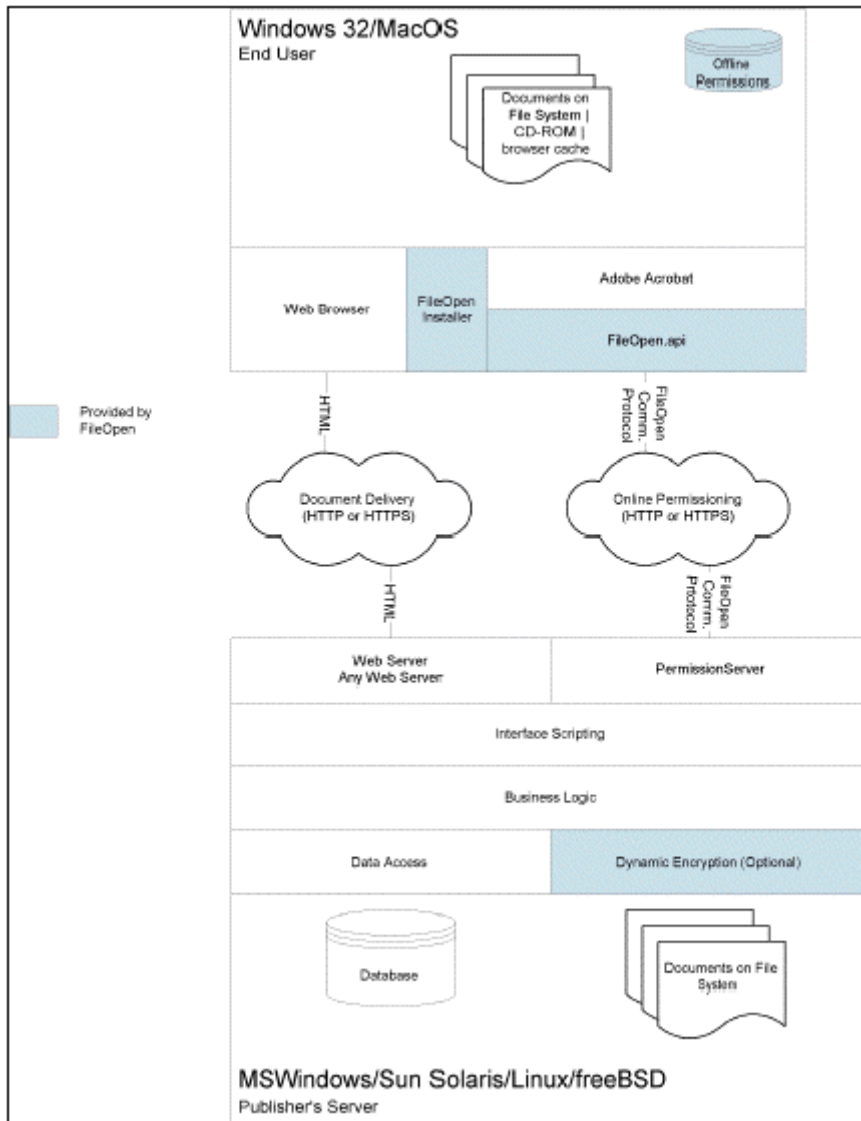 Windows 32/MacOS
End User
Offline
Permissions
Documents on
File System |
CD-ROM |
browser cache
Web Browser
FileOpen
Installer
Adobe Acrobat
FileOpen.api
Provided by
FileOpen
HTML
FileOpen
Comm.
Protocol
Document Delivery
(HTTP or HTTPS)
Online Permissioning
(HTTP or HTTPS)
HTML
FileOpen
Comm.
Prtotocol
Web Server
Any Web Server
PermissionServer
Interface Scripting
Business Logic
Data Access
Dynamic Encryption (Optional)
Database
Documents on File
System
MSWindows/Sun Solaris/Linux/freeBSD
Publisher's Server